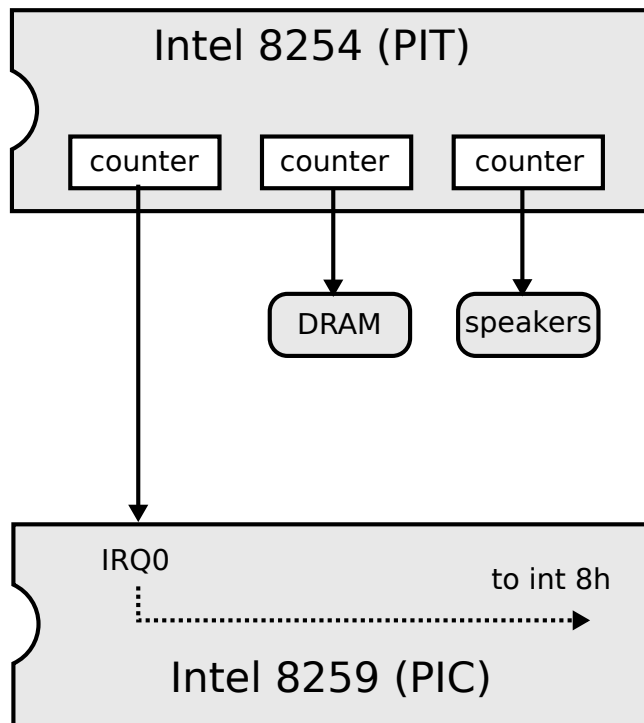 Intel 8254 (PIT)
counter counter counter
DRAM speakers
IRQ0
to int 8h
Intel 8259 (PIC)